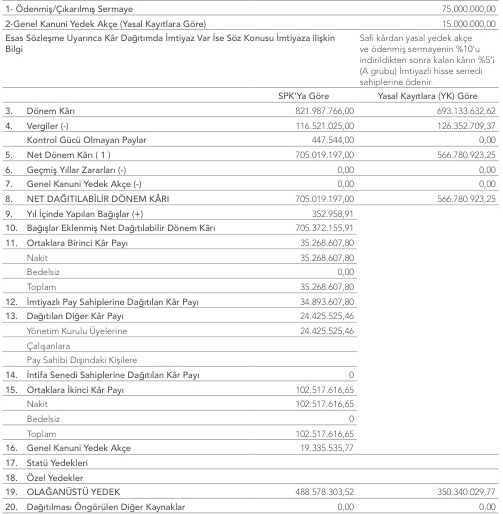 1- Ödenmiş/Çıkarılmış Sermaye 75.000.000,00
2-Genel Kanuni Yedek Akçe (Yasal Kayıtlara Göre) 15.000.000,00
Esas Sözleşme Uyarınca Kâr Dağıtımda İmtiyaz Var İse Söz Konusu İmtiyaza ilişkin Bilgi
Safi kârdan yasal yedek akçe
ve ödenmiş sermayenin %10'u
indirildikten sonra kalan kârın %5'i
(A grubu) İmtiyazlı hisse senedi
sahiplerine ödenir.
SPK'Ya Göre Yasal Kayıtlara (YK) Göre
3. Dönem Kârı 821.987.766,00 693.133.632,62
4. Vergiler (-) 116.521.025,00 126.352.709,37
Kontrol Gücü Olmayan Paylar 447.544,00 0,00
5. Net Dönem Kârı ( 1 ) 705.019.197,00 566.780.923,25
6. Geçmiş Yıllar Zararları (-) 0,00 0,00
7. Genel Kanuni Yedek Akçe (-) 0,00 0,00
8. NET DAĞITILABİLİR DÖNEM KÂRI 705.019.197,00 566.780.923,25
9. Yıl İçinde Yapılan Bağışlar (+) 352.958,91
10. Bağışlar Eklenmiş Net Dağıtılabilir Dönem Kârı 705.372.155,91
11. Ortaklara Birinci Kâr Payı 35.268.607,80
Nakit 35.268.607,80
Bedelsiz 0,00
Toplam 35.268.607,80
12. İmtiyazlı Pay Sahiplerine Dağıtılan Kâr Payı 34.893.607,80
13. Dağıtılan Diğer Kâr Payı 24.425.525,46
Yönetim Kurulu Üyelerine 24.425.525,46
Çalışanlara
Pay Sahibi Dışındaki Kişilere
14. İntifa Senedi Sahiplerine Dağıtılan Kâr Payı 0
15. Ortaklara İkinci Kâr Payı 102.517.616,65
Nakit 102.517.616,65
Bedelsiz 0
Toplam 102.517.616,65
16. Genel Kanuni Yedek Akçe 19.335.535,77
17. Statü Yedekleri
18. Özel Yedekler
19. OLAĞANÜSTÜ YEDEK 488.578.303,52 350.340.029,77
20. Dağıtılması Öngörülen Diğer Kaynaklar 0,00 0,00